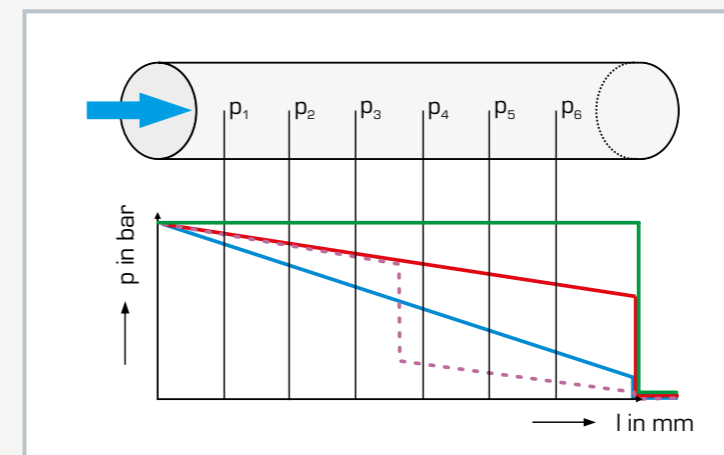 p₁ p₂ p₃ p₄ p₅ p₆
p in bar
l in mm